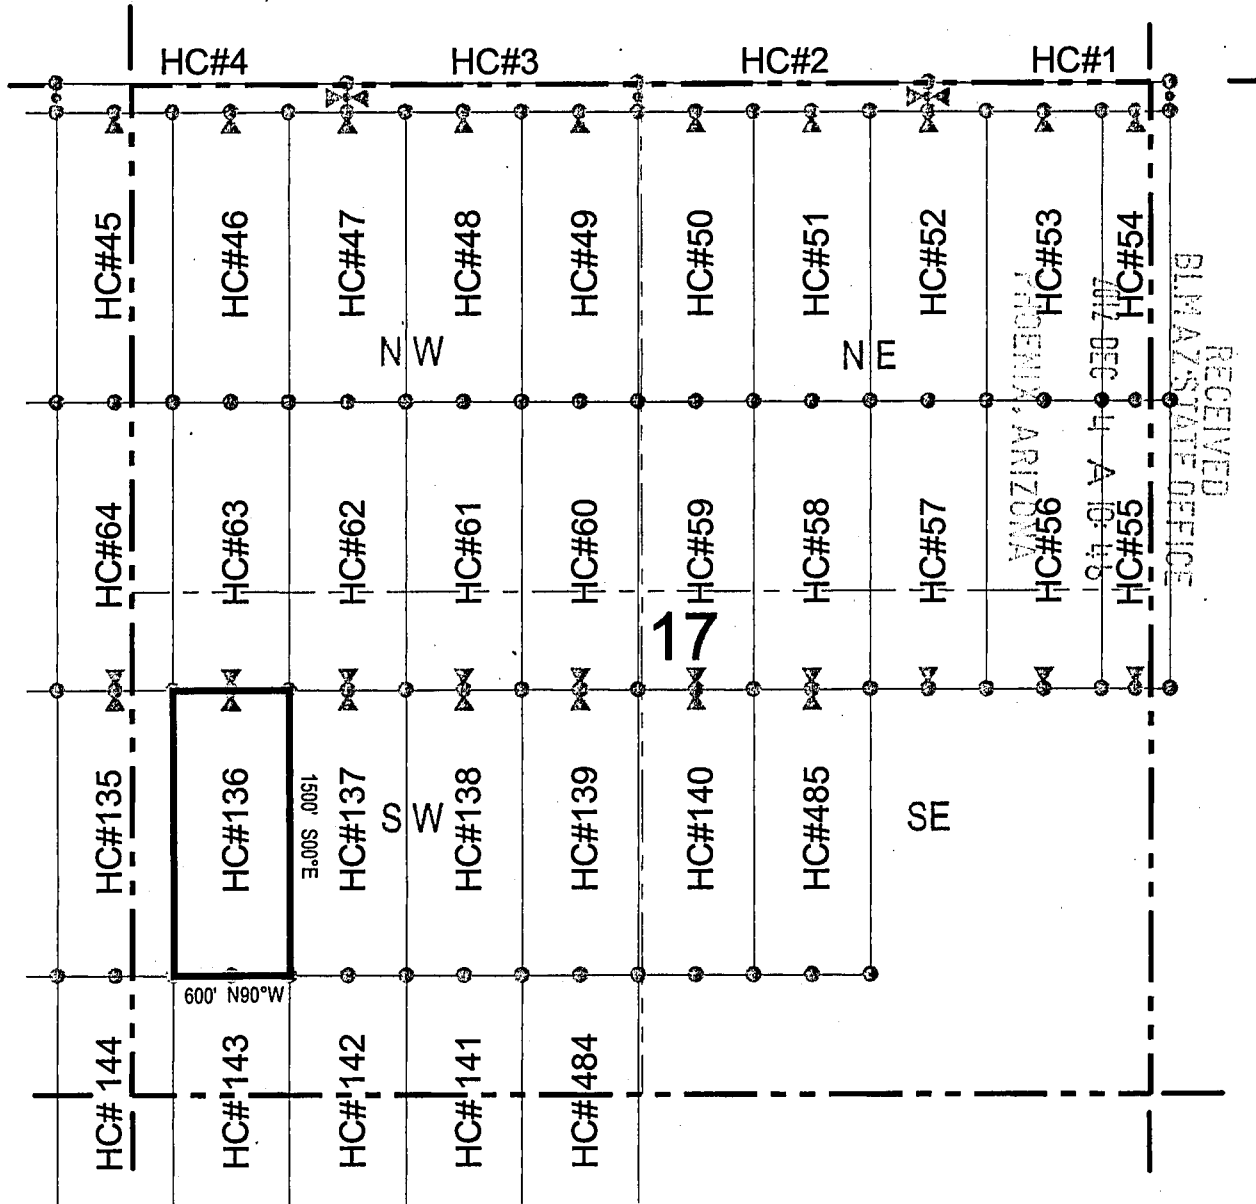 HC#4 HC#3 HC#2 HC#1
HC#45
HC#46
HC#47
HC#48
HC#49
HC#50
HC#51
HC#52
HC#53
HC#54
NW
NE
RECEIVED
BLM AZ STATE OFFICE
2012 DEC -4 A 10:46
PHOENIX, ARIZONA
HC#64
HC#63
HC#62
HC#61
HC#60
HC#59
HC#58
HC#57
HC#56
HC#55
17
HC#135
HC#136
1500' S00°E
HC#137
SW
HC#138
HC#139
HC#140
HC#485
SE
600' N90°W
HC# 144
HC# 143
HC# 142
HC# 141
HC# 484